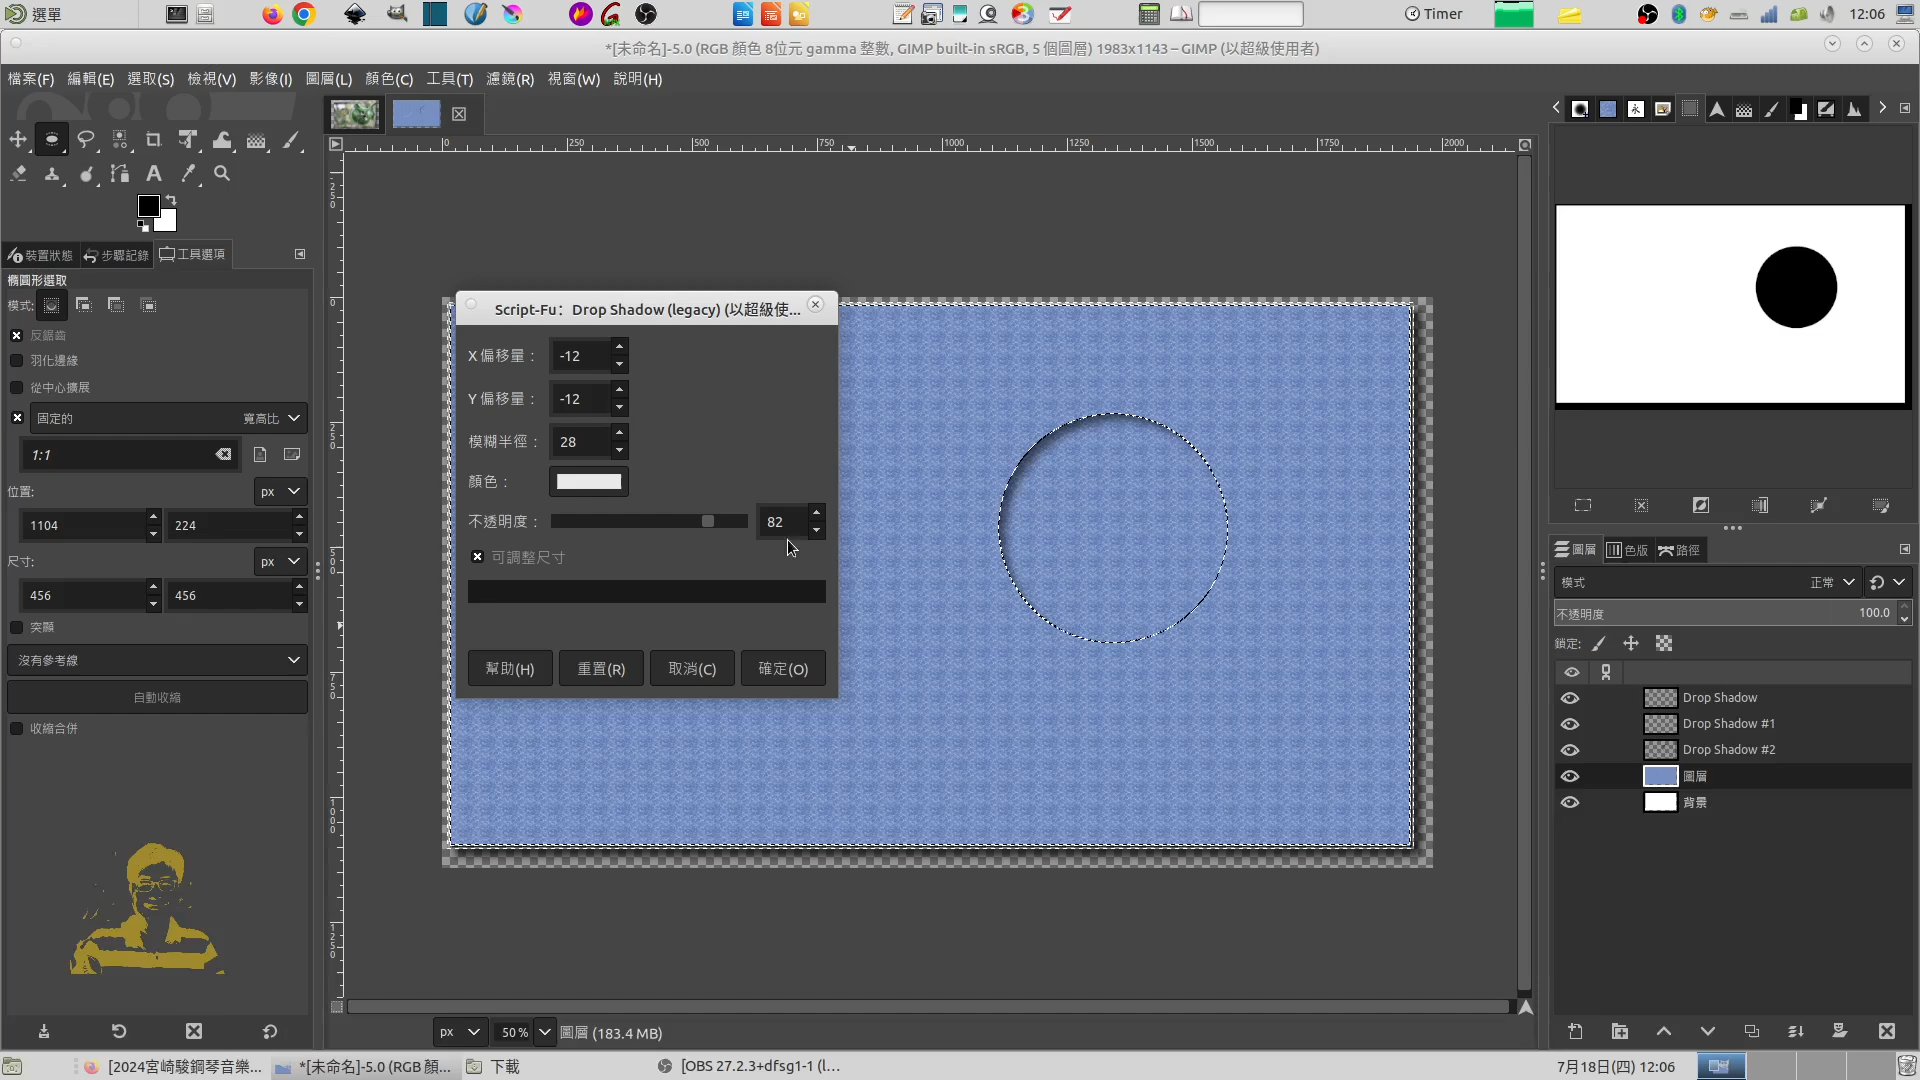 選單
Timer
12:06
*[未命名]-5.0 (RGB 顏色 8位元 gamma 整數, GIMP built-in sRGB, 5 個圖層) 1983x1143 – GIMP (以超級使用者)
檔案(F) 編輯(E) 選取(S) 檢視(V) 影像(I) 圖層(L) 顏色(C) 工具(T) 濾鏡(R) 視窗(W) 說明(H)
0 250 500 750 1000 1250 1500 1750 2000
裝置狀態 步驟記錄 工具選項
橢圓形選取
模式:
反鋸齒
羽化邊緣
從中心擴展
固定的 寬高比
1:1
位置: px
1104 224
尺寸: px
456 456
突顯
沒有參考線
自動收縮
收縮合併
Script-Fu：Drop Shadow (legacy) (以超級使...
X 偏移量： -12
Y 偏移量： -12
模糊半徑： 28
顏色：
不透明度： 82
可調整尺寸
幫助(H) 重置(R) 取消(C) 確定(O)
圖層 色版 路徑
模式 正常
不透明度 100.0
鎖定:
Drop Shadow
Drop Shadow #1
Drop Shadow #2
圖層
背景
px 50 % 圖層 (183.4 MB)
[2024宮崎駿鋼琴音樂... *[未命名]-5.0 (RGB 顏... 下載 [OBS 27.2.3+dfsg1-1 (l... 7月18日(四) 12:06